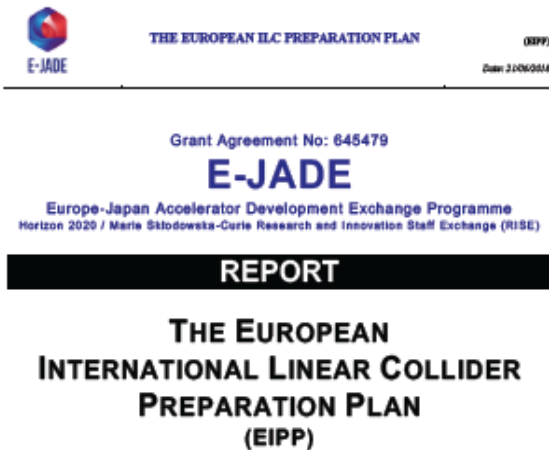 THE EUROPEAN ILC PREPARATION PLAN
(EIPP)
E-JADE
Grant Agreement No: 645479
E-JADE
Europe-Japan Accelerator Development Exchange Programme
Horizon 2020 / Marie Skłodowska-Curie Research and Innovation Staff Exchange (RISE)
REPORT
THE EUROPEAN
INTERNATIONAL LINEAR COLLIDER
PREPARATION PLAN
(EIPP)